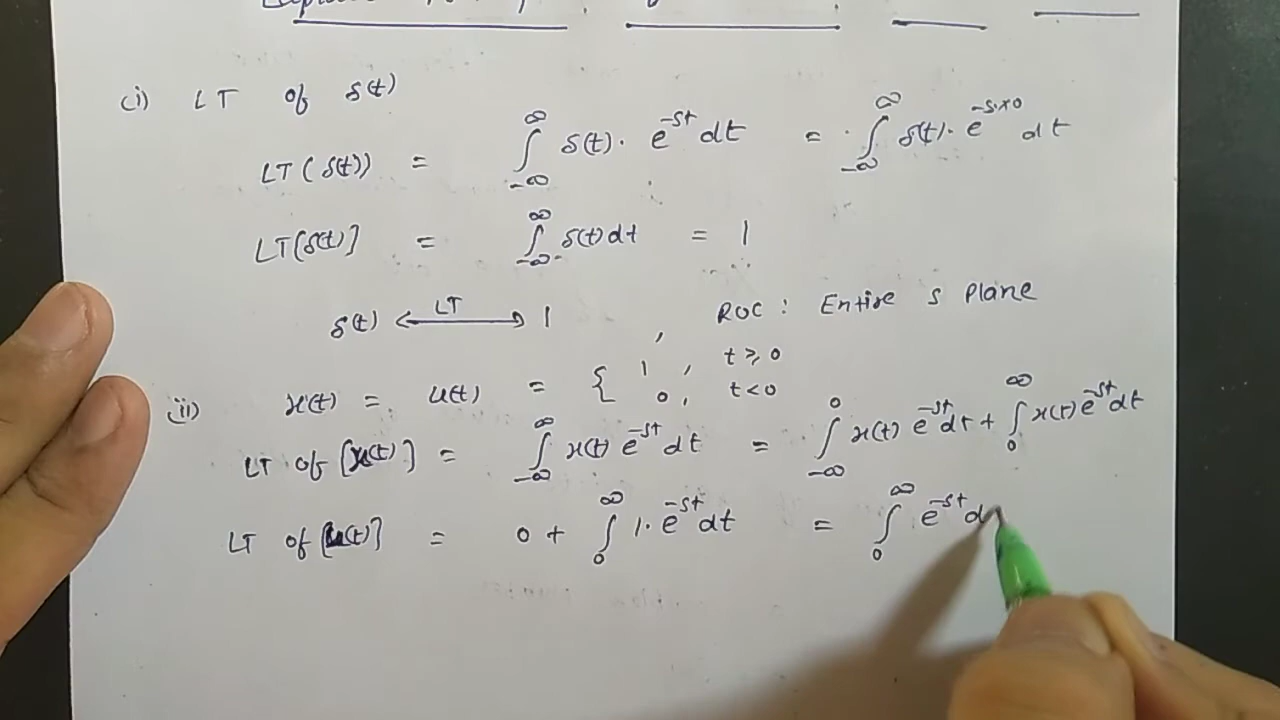 (i) LT of δ(t)
LT(δ(t)) = ∫_{-∞}^{∞} δ(t). e^{-st} dt = ∫_{-∞}^{∞} δ(t). e^{-s×0} dt
LT[δ(t)] = ∫_{-∞}^{∞} δ(t) dt = 1
δ(t) <—LT—> 1 , ROC : Entire s Plane
(ii) x(t) = u(t) = { 1 , t ≥ 0
0, t < 0
LT of [x(t)] = ∫_{-∞}^{∞} x(t) e^{-st} dt = ∫_{-∞}^{0} x(t) e^{-st} dt + ∫_{0}^{∞} x(t) e^{-st} dt
LT of [u(t)] = 0 + ∫_{0}^{∞} 1. e^{-st} dt = ∫_{0}^{∞} e^{-st} d